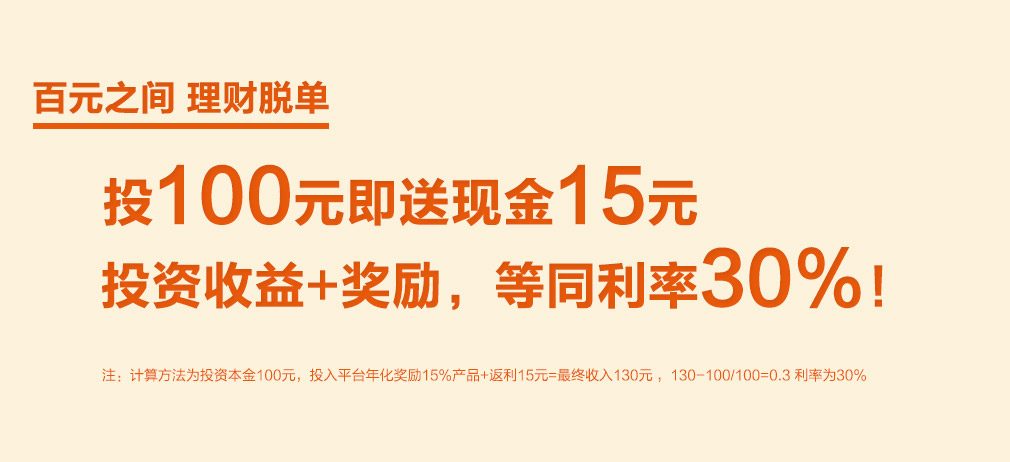 百元之间 理财脱单
投100元即送现金15元
投资收益+奖励，等同利率30%！
注：计算方法为投资本金100元，投入平台年化奖励15%产品+返利15元=最终收入130元 ，130-100/100=0.3 利率为30%